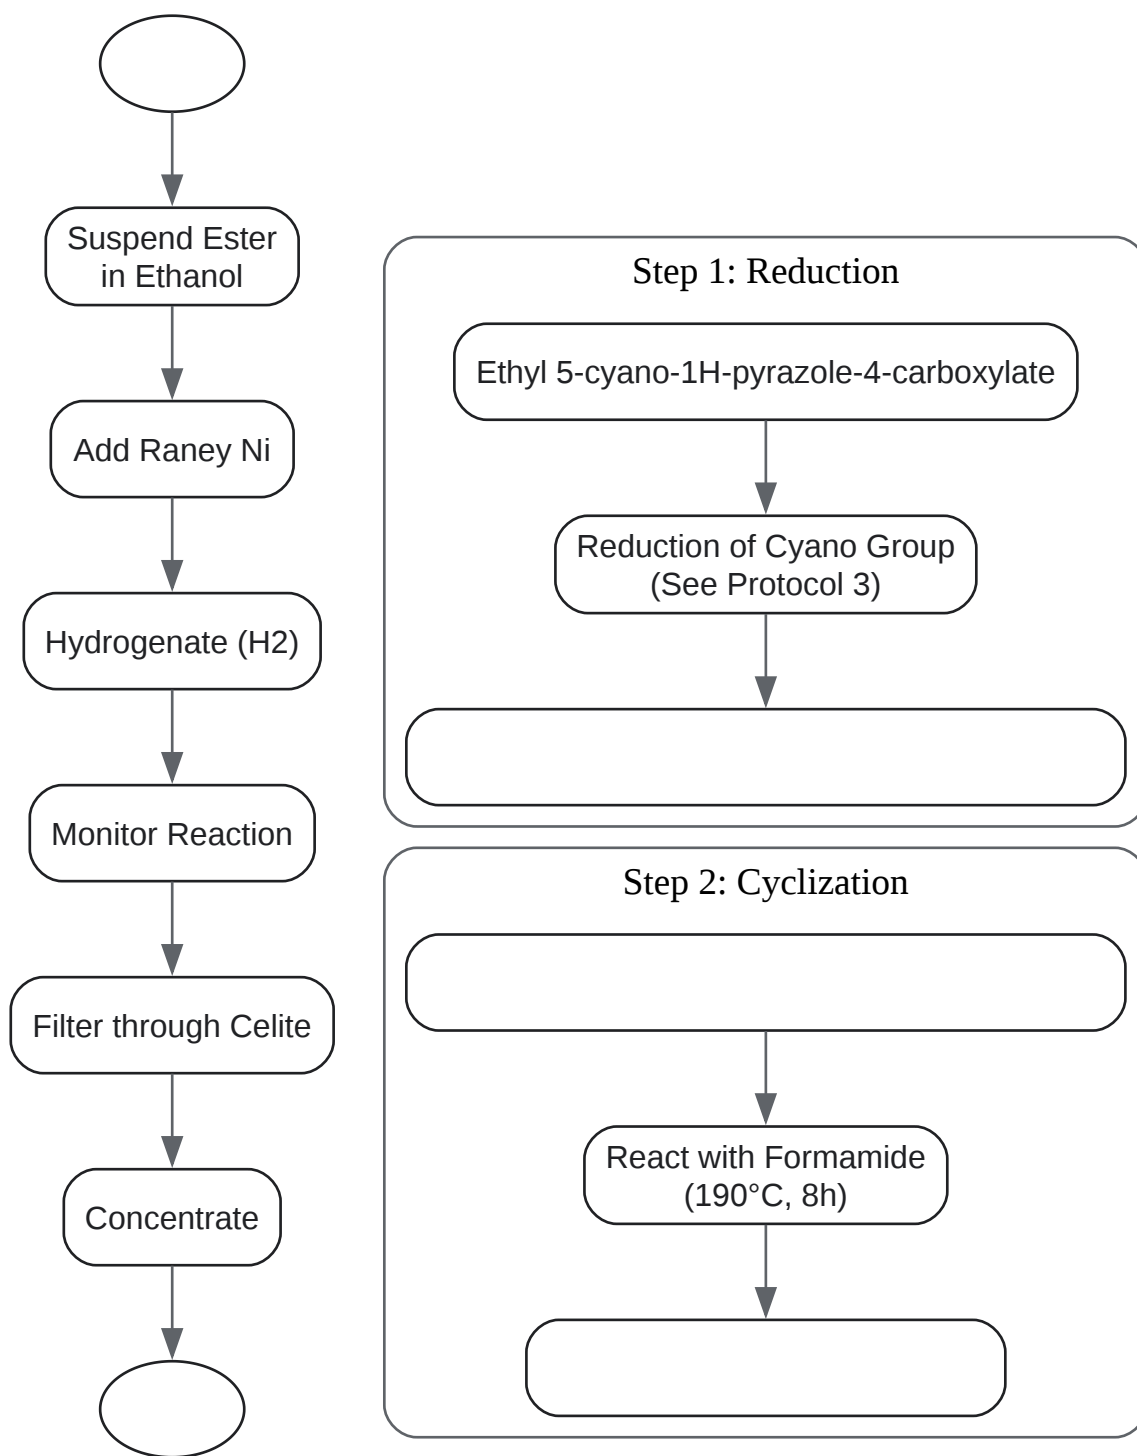 Suspend Ester
in Ethanol
Add Raney Ni
Hydrogenate (H2)
Monitor Reaction
Filter through Celite
Concentrate
Step 1: Reduction
Ethyl 5-cyano-1H-pyrazole-4-carboxylate
Reduction of Cyano Group
(See Protocol 3)
Step 2: Cyclization
React with Formamide
(190°C, 8h)